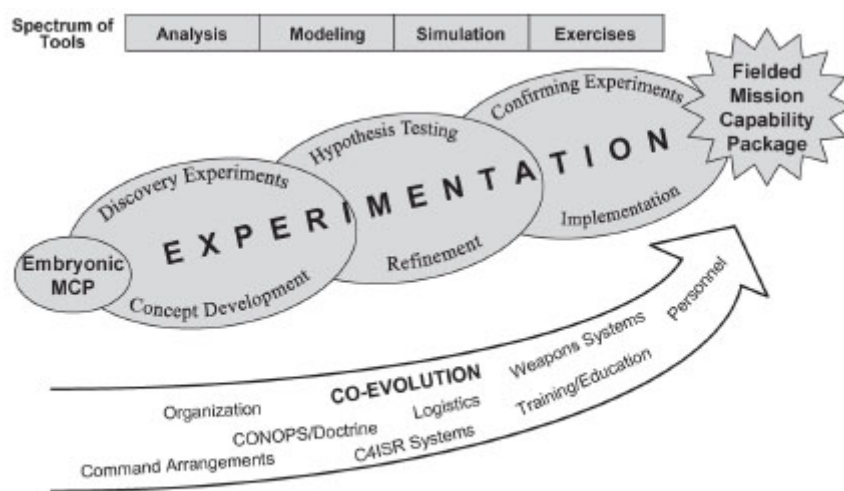 Spectrum of
Tools
Analysis
Modeling
Simulation
Exercises
Fielded
Mission
Capability
Package
Confirming Experiments
Hypothesis Testing
Discovery Experiments
EXPERIMENTATION
Embryonic
MCP
Concept Development
Refinement
Implementation
Personnel
Weapons Systems
CO-EVOLUTION
Training/Education
Organization
Logistics
CONOPS/Doctrine
C4ISR Systems
Command Arrangements